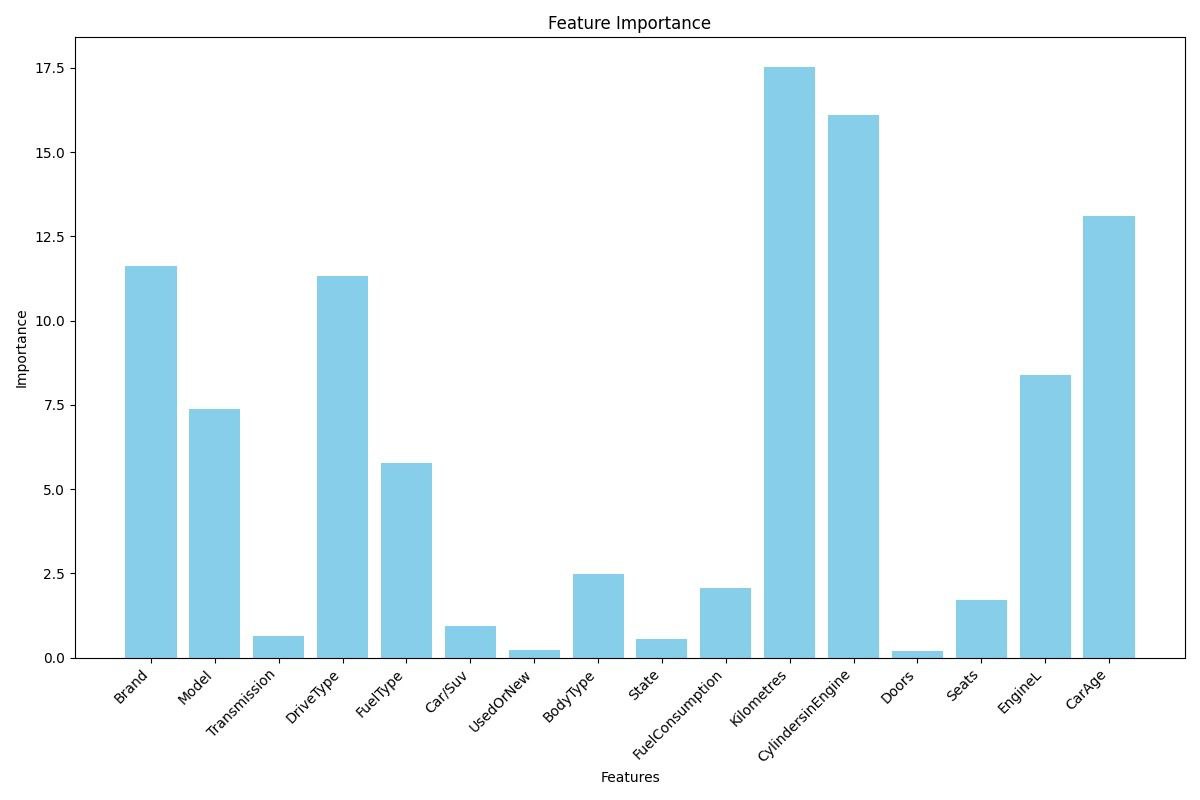 Feature Importance
17.5
15.0
12.5
10.0
7.5
5.0
2.5
0.0
Importance
Brand
Model
Transmission
DriveType
FuelType
Car/Suv
UsedOrNew
BodyType
State
FuelConsumption
Kilometres
CylindersinEngine
Doors
Seats
EngineL
CarAge
Features